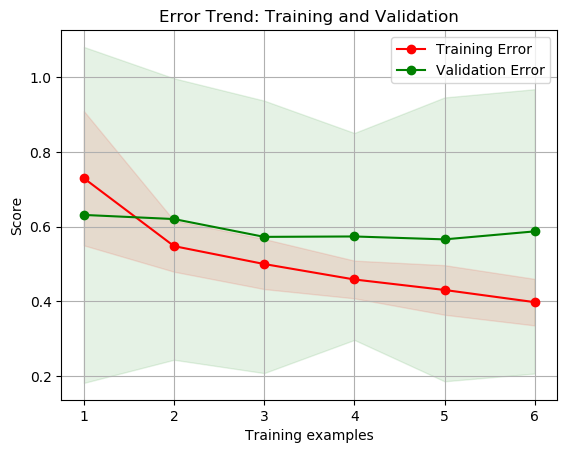 Error Trend: Training and Validation
Training Error
Validation Error
Score
1.0
0.8
0.6
0.4
0.2
1 2 3 4 5 6
Training examples